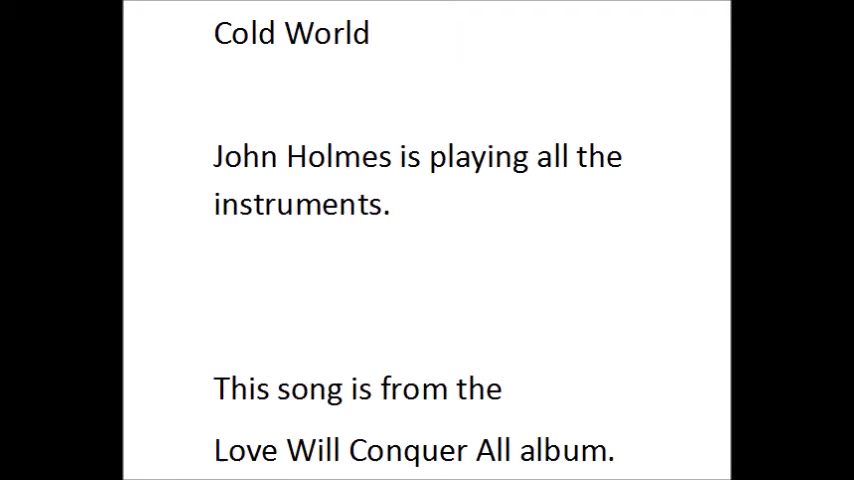 Cold World
John Holmes is playing all the
instruments.
This song is from the
Love Will Conquer All album.